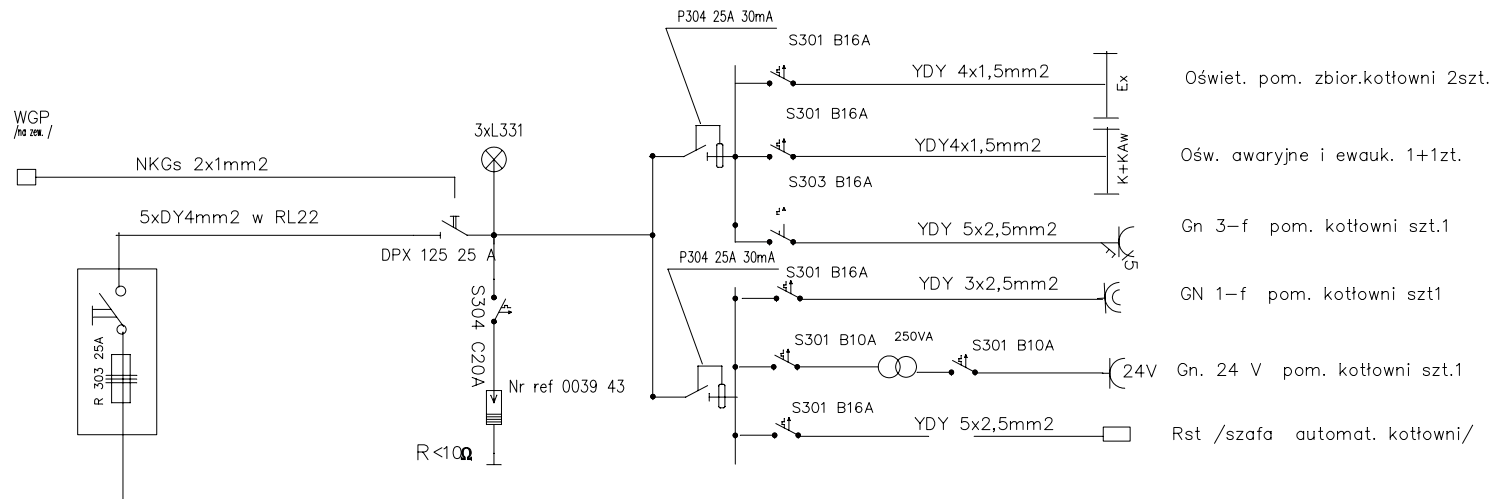 P304 25A 30mA
S301 B16A
YDY 4x1,5mm2
Ex
Oświet. pom. zbior.kotłowni 2szt.
WGP
/na zew. /
3xL331
S301 B16A
NKGs 2x1mm2
YDY4x1,5mm2
K+KAw
Ośw. awaryjne i ewauk. 1+1zt.
S303 B16A
5xDY4mm2 w RL22
YDY 5x2,5mm2
5
Gn 3-f pom. kotłowni szt.1
DPX 125 25 A
P304 25A 30mA
S301 B16A
YDY 3x2,5mm2
GN 1-f pom. kotłowni szt1
S304 C20A
R 303 25A
S301 B10A
250VA
S301 B10A
24V
Gn. 24 V pom. kotłowni szt.1
Nr ref 0039 43
S301 B16A
YDY 5x2,5mm2
Rst /szafa automat. kotłowni/
R<10Ω